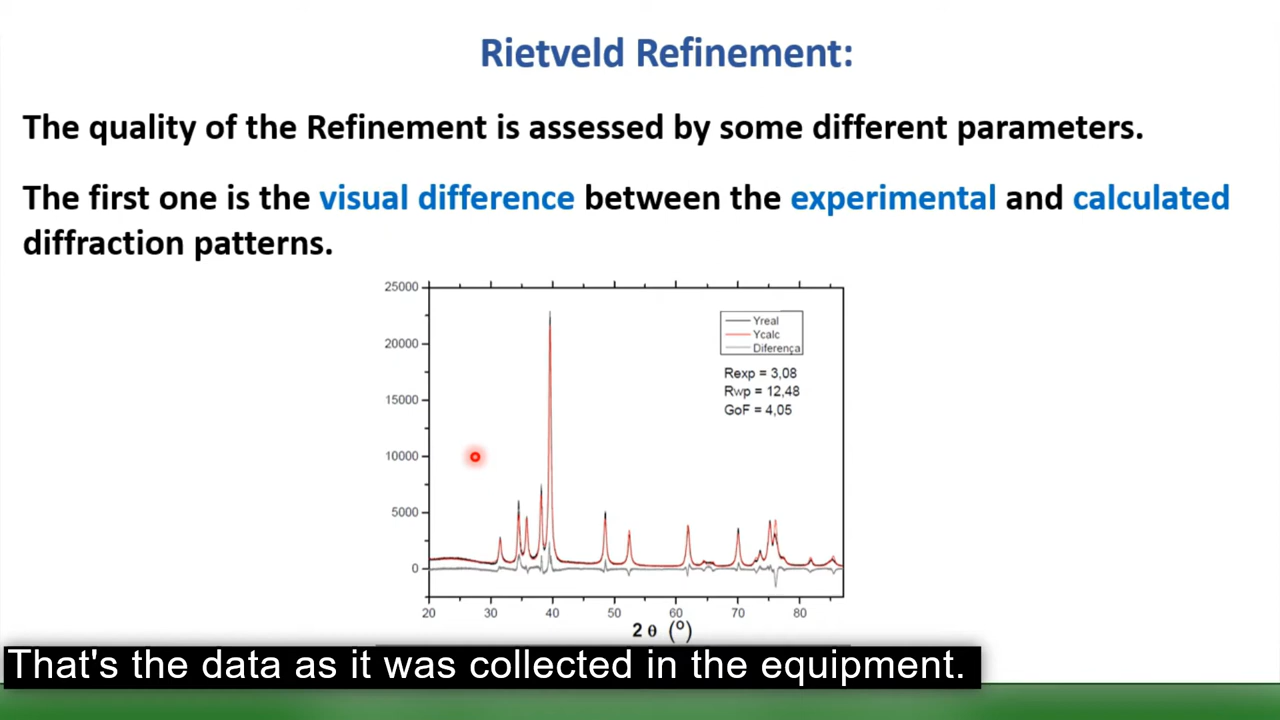 Rietveld Refinement:
The quality of the Refinement is assessed by some different parameters.
The first one is the visual difference between the experimental and calculated
diffraction patterns.
25000
20000
15000
10000
5000
0
Yreal
Ycalc
Diferença
Rexp = 3,08
Rwp = 12,48
GoF = 4,05
20 30 40 50 60 70 80
2 θ (º)
That's the data as it was collected in the equipment.